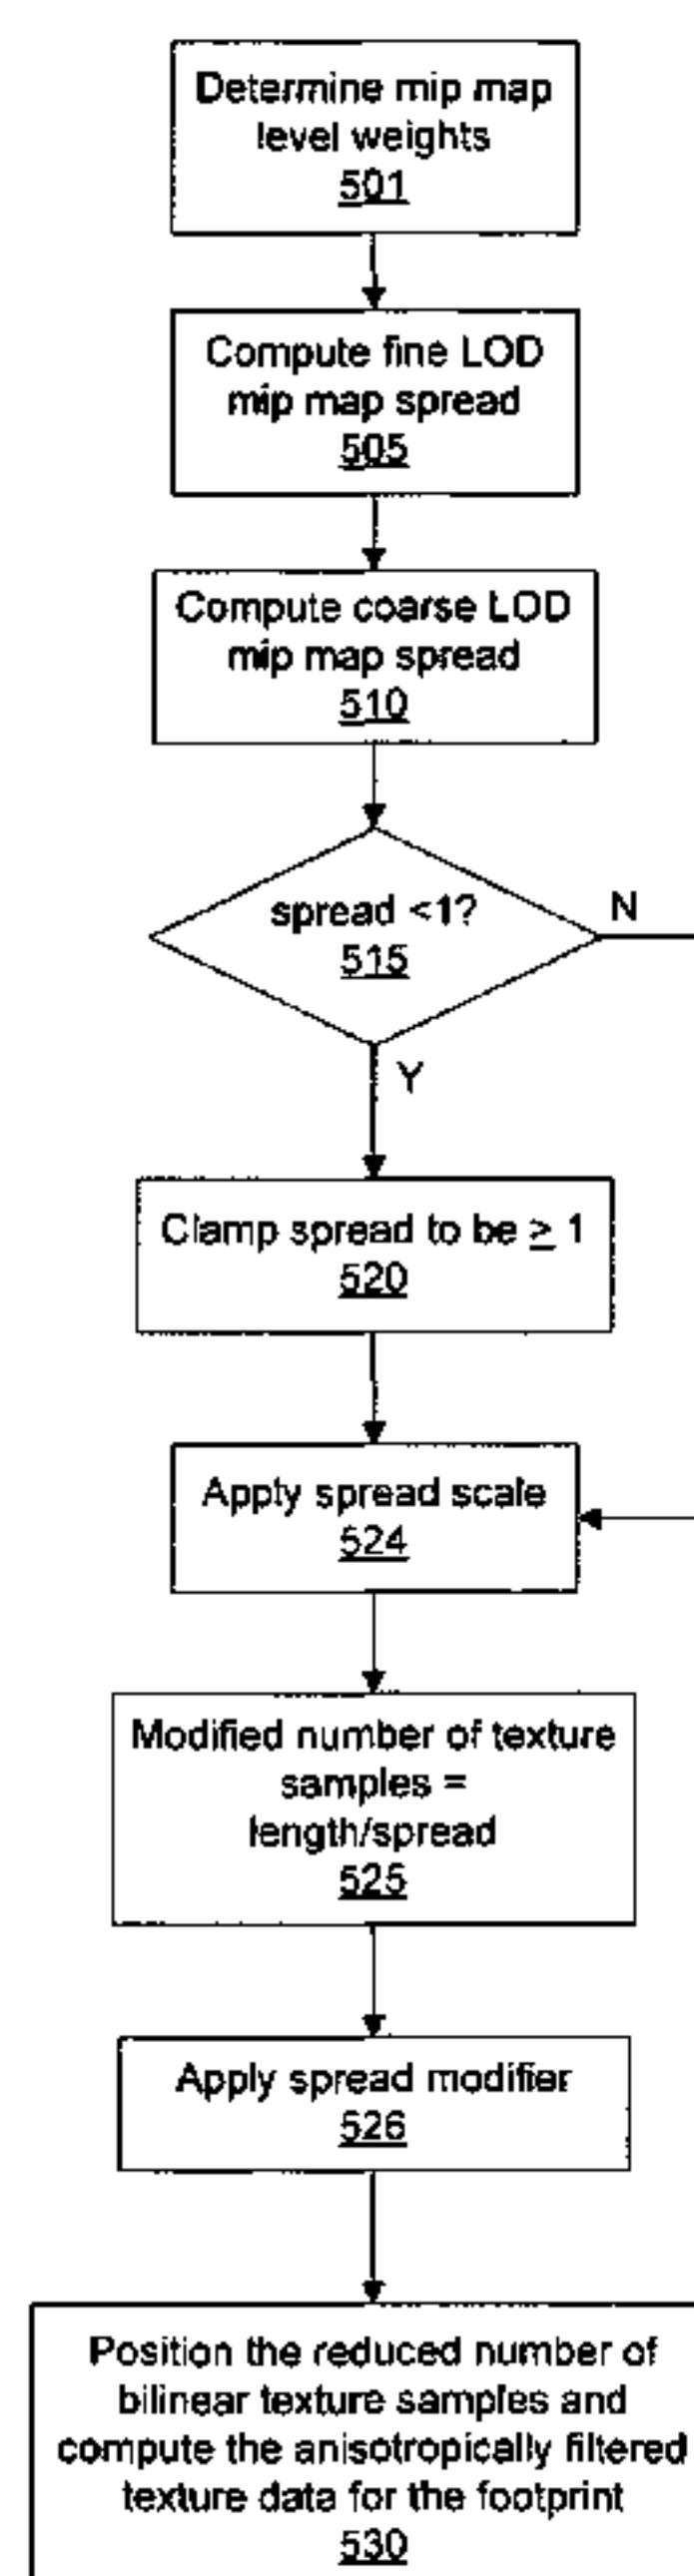 Determine mip map
level weights
501
Compute fine LOD
mip map spread
505
Compute coarse LOD
mip map spread
510
spread <1?
515
N
Y
Clamp spread to be ≥ 1
520
Apply spread scale
524
Modified number of texture
samples =
length/spread
525
Apply spread modifier
526
Position the reduced number of
bilinear texture samples and
compute the anisotropically filtered
texture data for the footprint
530